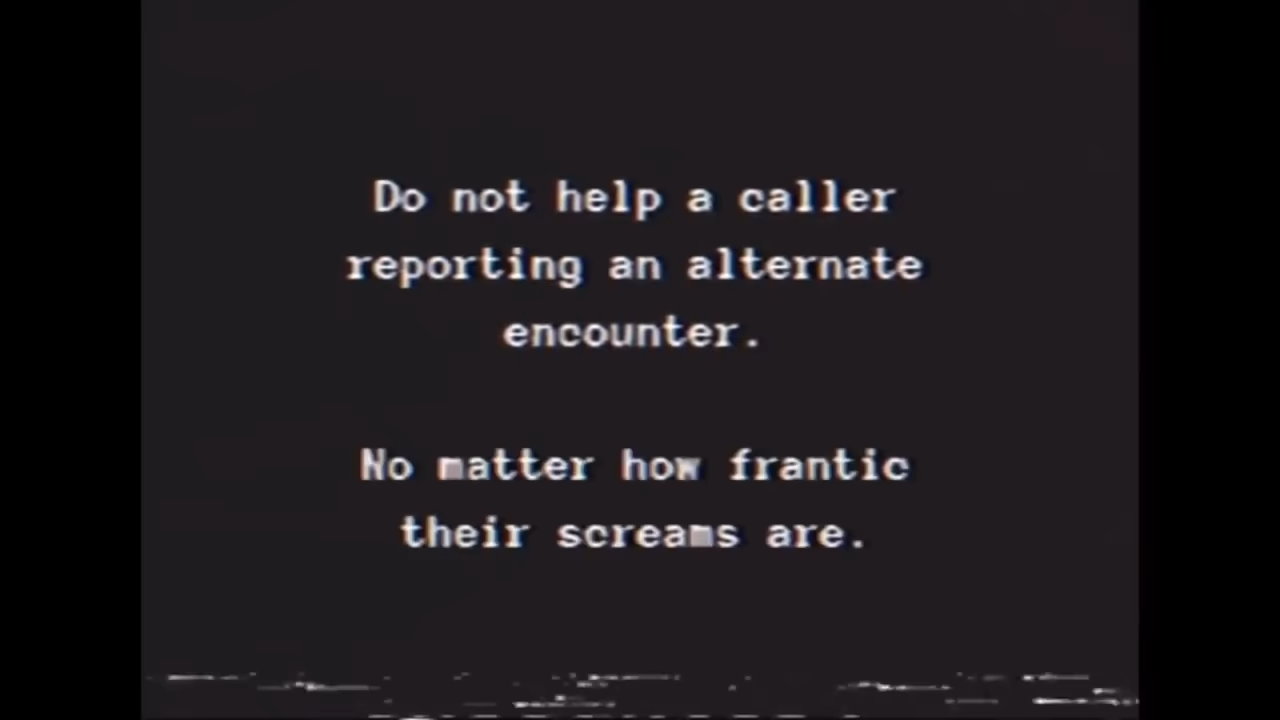 Do not help a caller
reporting an alternate
encounter.
No matter how frantic
their screams are.